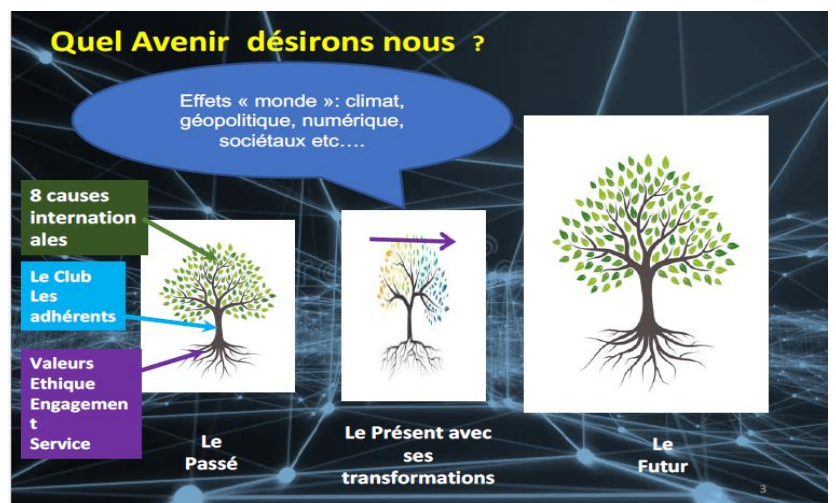 Quel Avenir désirons nous ?
Effets « monde »: climat,
géopolitique, numérique,
sociétaux etc….
8 causes
internation
ales
Le Club
Les
adhérents
Valeurs
Ethique
Engagemen
t
Service
Le
Passé
Le Présent avec
ses
transformations
Le
Futur
3